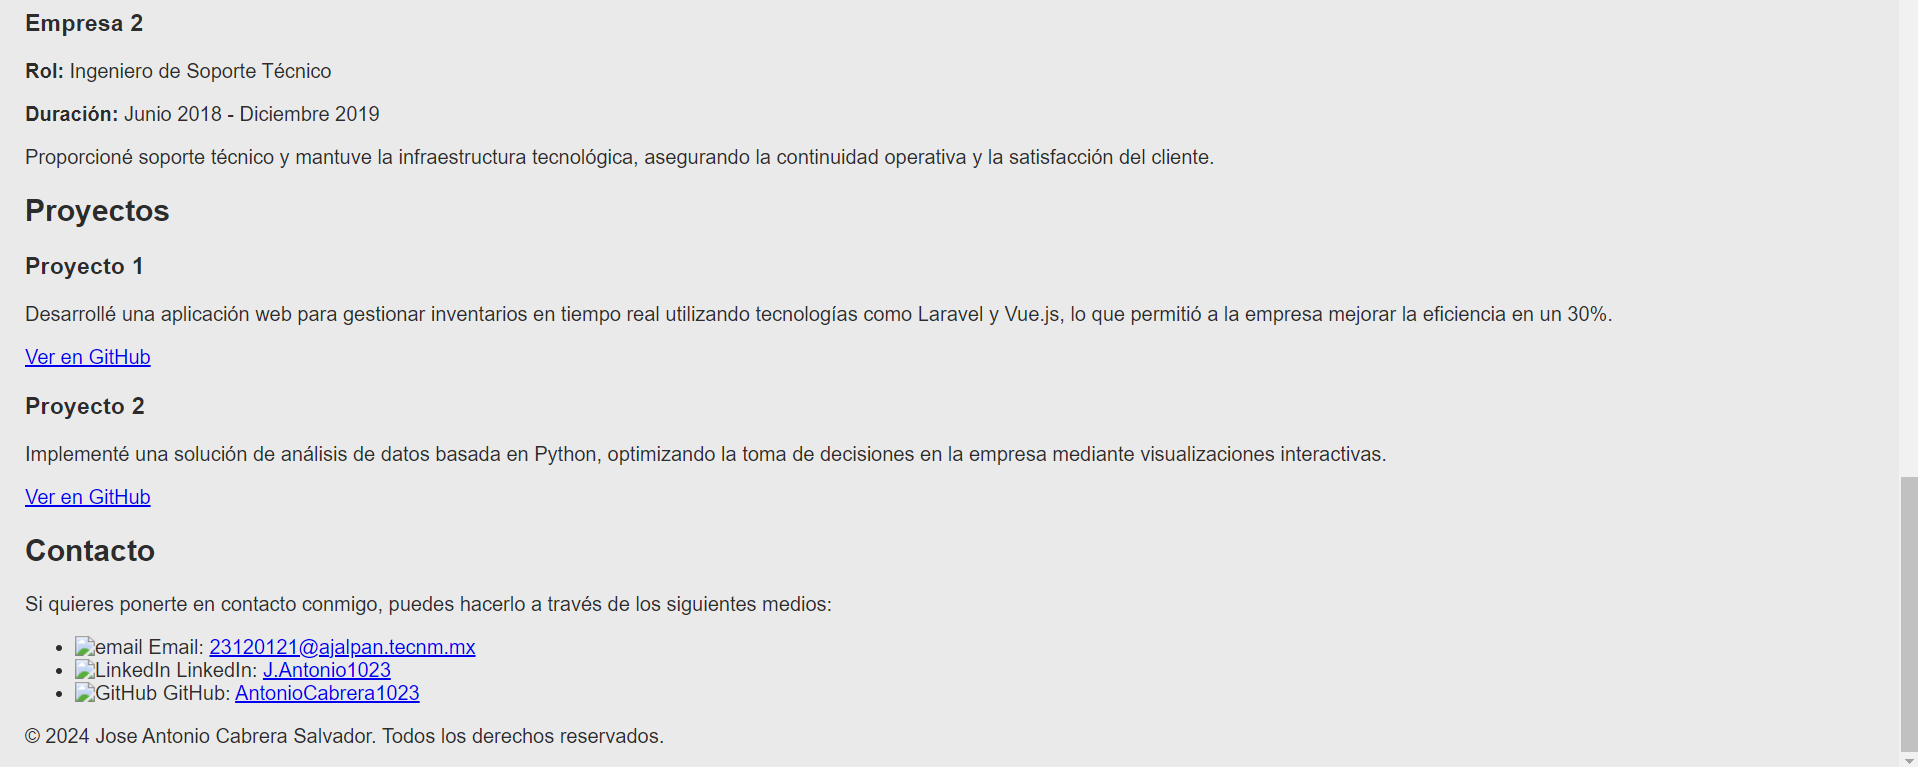 Empresa 2
Rol: Ingeniero de Soporte Técnico
Duración: Junio 2018 - Diciembre 2019
Proporcioné soporte técnico y mantuve la infraestructura tecnológica, asegurando la continuidad operativa y la satisfacción del cliente.
Proyectos
Proyecto 1
Desarrollé una aplicación web para gestionar inventarios en tiempo real utilizando tecnologías como Laravel y Vue.js, lo que permitió a la empresa mejorar la eficiencia en un 30%.
Ver en GitHub
Proyecto 2
Implementé una solución de análisis de datos basada en Python, optimizando la toma de decisiones en la empresa mediante visualizaciones interactivas.
Ver en GitHub
Contacto
Si quieres ponerte en contacto conmigo, puedes hacerlo a través de los siguientes medios:
• email Email: 23120121@ajalpan.tecnm.mx
• LinkedIn LinkedIn: J.Antonio1023
• GitHub GitHub: AntonioCabrera1023
© 2024 Jose Antonio Cabrera Salvador. Todos los derechos reservados.